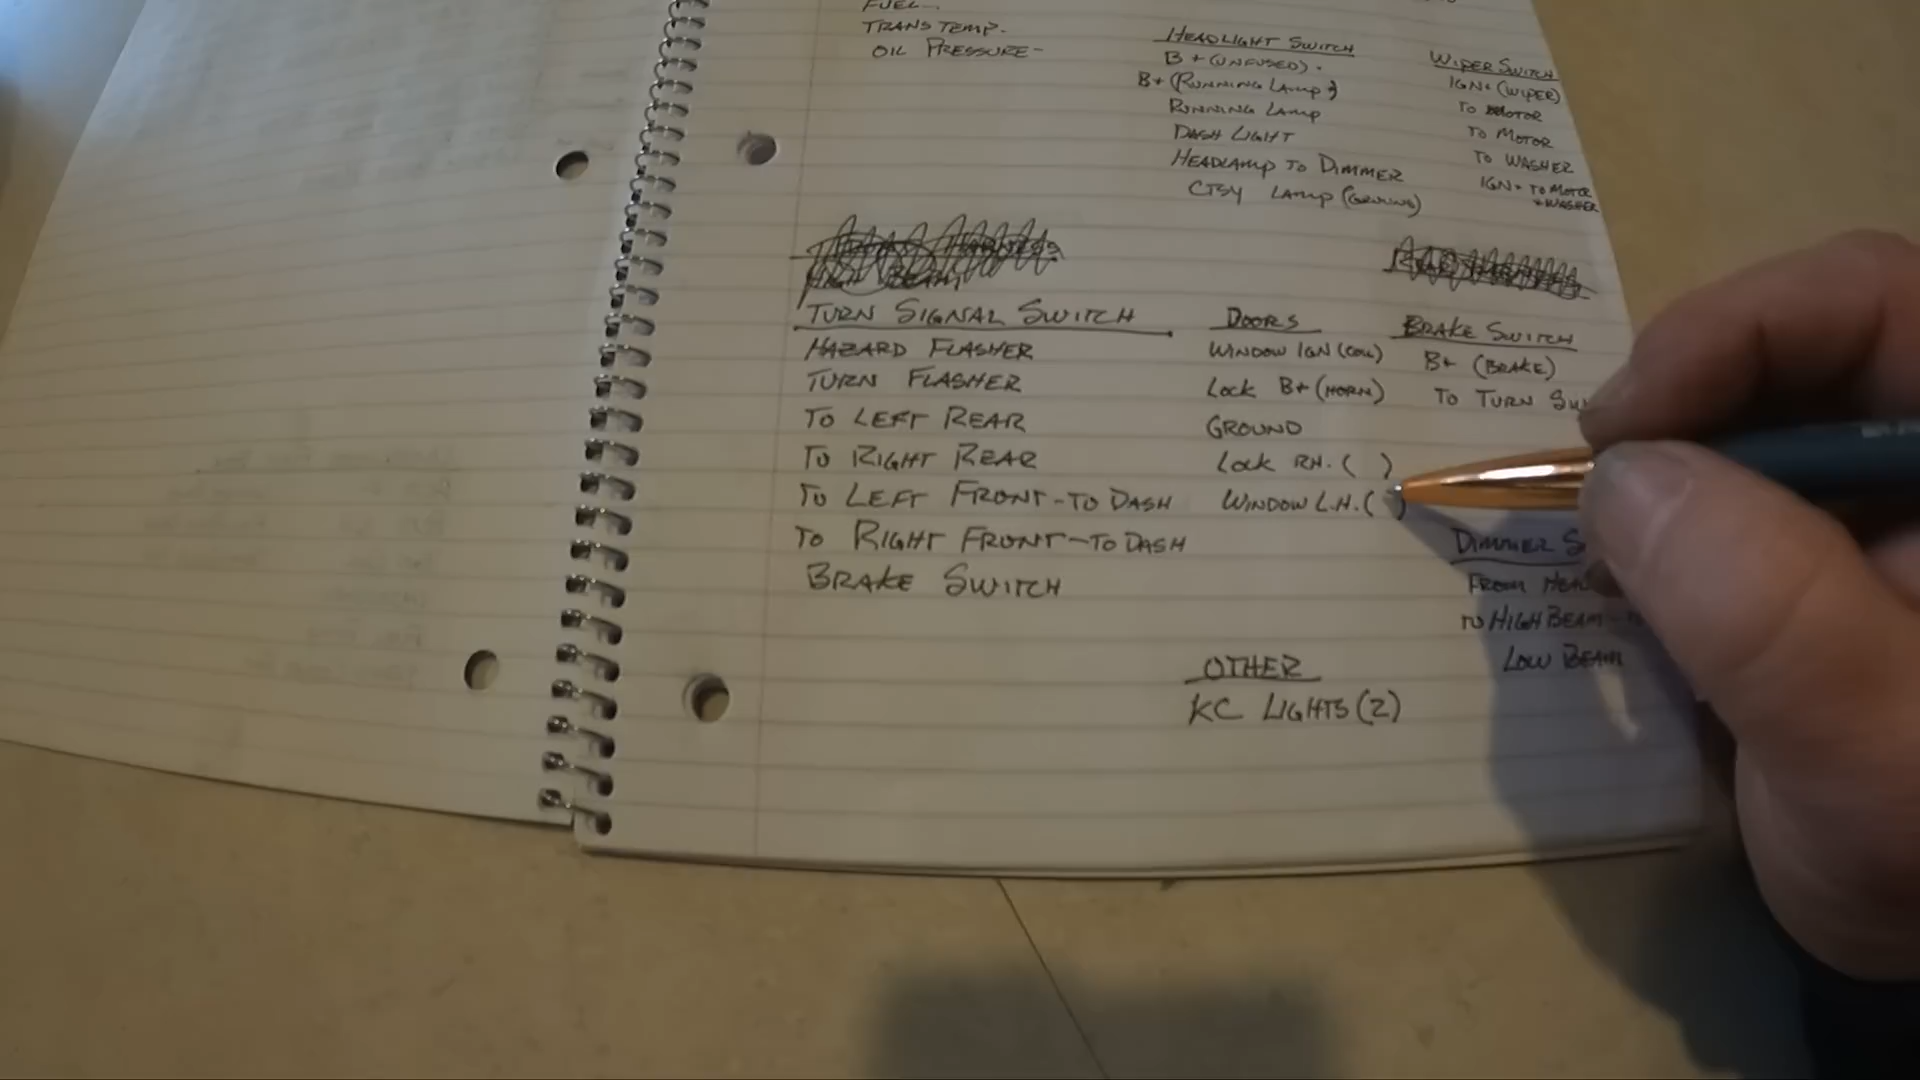 FUEL-
TRANS TEMP.
OIL PRESSURE-
HEADLIGHT SWITCH
B+ (UNFUSED).
B+ (RUNNING LAMP)
RUNNING LAMP
DASH LIGHT
HEADLAMP TO DIMMER
CTSY LAMP (GROUND)
WIPER SWITCH
IGN+ (WIPER)
TO MOTOR
TO MOTOR
TO WASHER
IGN+ TO MOTOR
+ WASHER
TURN SIGNAL SWITCH
HAZARD FLASHER
TURN FLASHER
TO LEFT REAR
TO RIGHT REAR
TO LEFT FRONT-TO DASH
TO RIGHT FRONT-TO DASH
BRAKE SWITCH
DOORS
WINDOW IGN (COIL)
LOCK B+ (HORN)
GROUND
LOCK RH. ( )
WINDOW L.H. ( )
BRAKE SWITCH
B+ (BRAKE)
TO TURN SW
DIMMER S
FROM HEA
TO HIGH BEAM-
LOW BEAM
OTHER
KC LIGHTS (2)